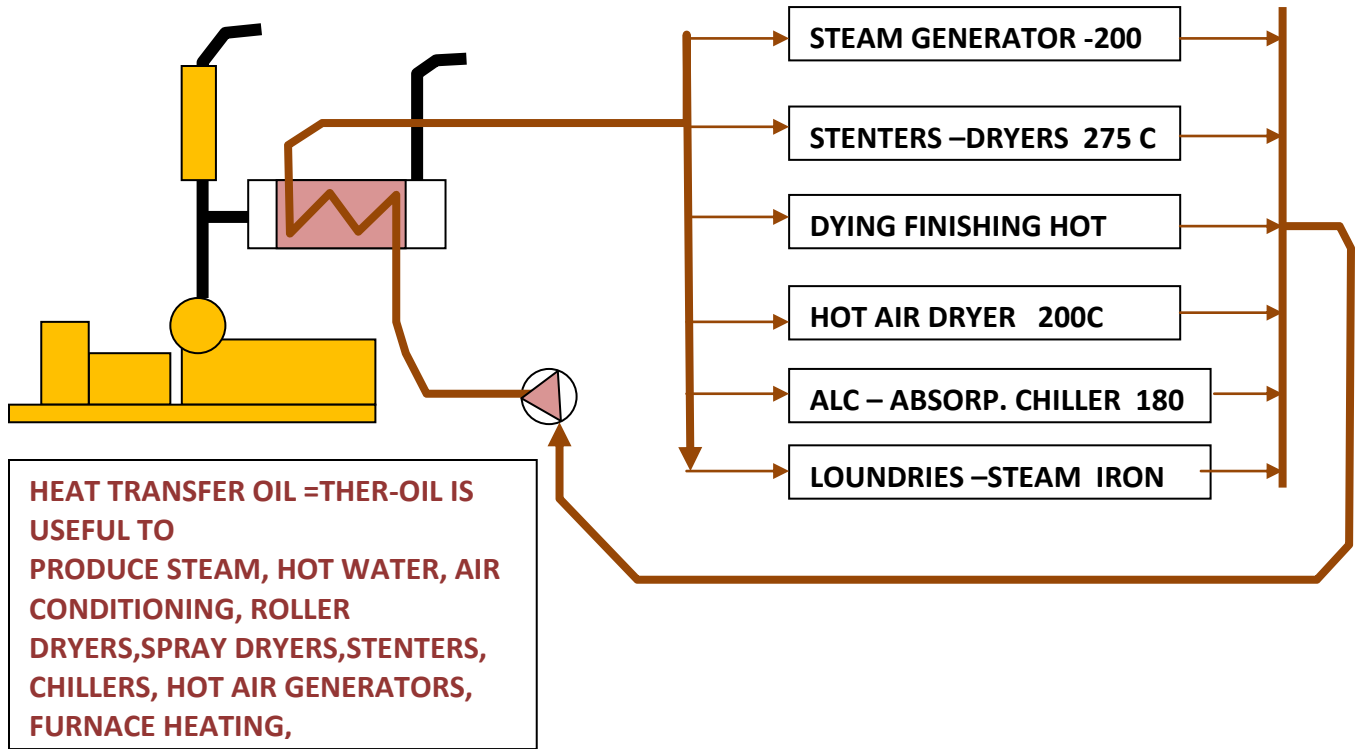 STEAM GENERATOR -200
STENTERS –DRYERS 275 C
DYING FINISHING HOT
HOT AIR DRYER 200C
ALC – ABSORP. CHILLER 180
LOUNDRIES –STEAM IRON
HEAT TRANSFER OIL =THER-OIL IS
USEFUL TO
PRODUCE STEAM, HOT WATER, AIR
CONDITIONING, ROLLER
DRYERS,SPRAY DRYERS,STENTERS,
CHILLERS, HOT AIR GENERATORS,
FURNACE HEATING,